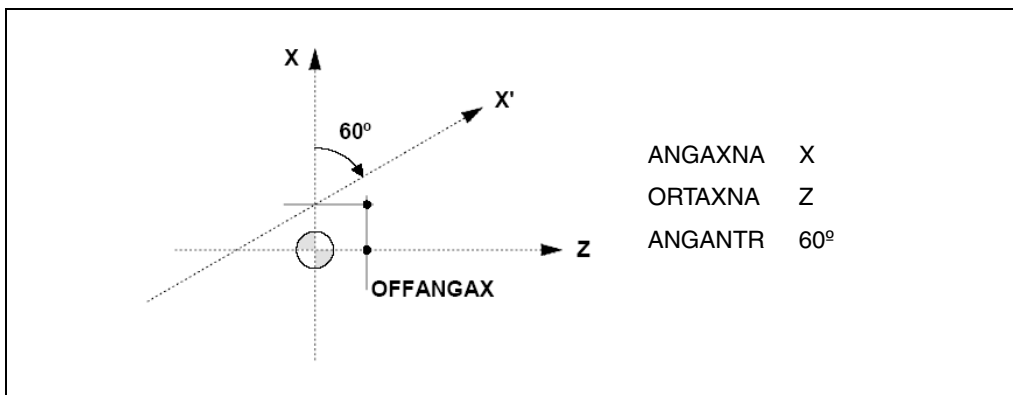 X
X'
60º
Z
OFFANGAX
ANGAXNA X
ORTAXNA Z
ANGANTR 60º